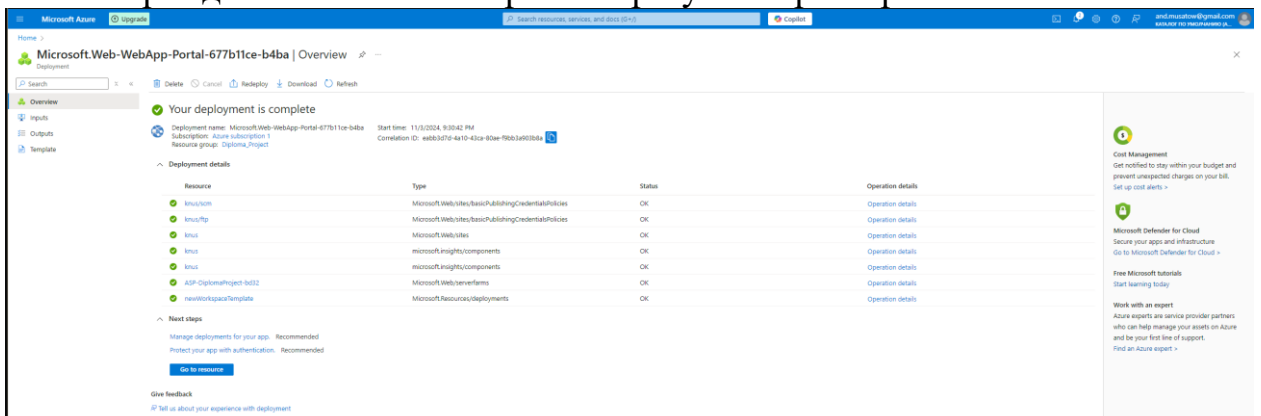 Microsoft Azure
Upgrade
Search resources, services, and docs (G+/)
Copilot
and.musatow@gmail.com
Home >
Microsoft.Web-WebApp-Portal-677b11ce-b4ba | Overview
Deployment
Search
Delete
Cancel
Redeploy
Download
Refresh
Overview
Inputs
Outputs
Template
Your deployment is complete
Deployment name: Microsoft.Web-WebApp-Portal-677b11ce-b4ba
Subscription: Azure subscription 1
Resource group: Diploma_Project
Start time: 11/3/2024, 9:30:42 PM
Correlation ID: eabb3d7d-4a10-43ca-80ae-f9bb3a903b8a
Deployment details
Resource Type Status Operation details
knus/scm Microsoft.Web/sites/basicPublishingCredentialsPolicies OK Operation details
knus/ftp Microsoft.Web/sites/basicPublishingCredentialsPolicies OK Operation details
knus Microsoft.Web/sites OK Operation details
knus microsoft.insights/components OK Operation details
knus microsoft.insights/components OK Operation details
ASP-DiplomaProject-bd32 Microsoft.Web/serverfarms OK Operation details
newWorkspaceTemplate Microsoft.Resources/deployments OK Operation details
Next steps
Manage deployments for your app. Recommended
Protect your app with authentication. Recommended
Go to resource
Give feedback
Tell us about your experience with deployment
Cost Management
Get notified to stay within your budget and
prevent unexpected charges on your bill.
Set up cost alerts >
Microsoft Defender for Cloud
Secure your apps and infrastructure
Go to Microsoft Defender for Cloud >
Free Microsoft tutorials
Start learning today
Work with an expert
Azure experts are service provider partners
who can help manage your assets on Azure
and be your first line of support.
Find an Azure expert >